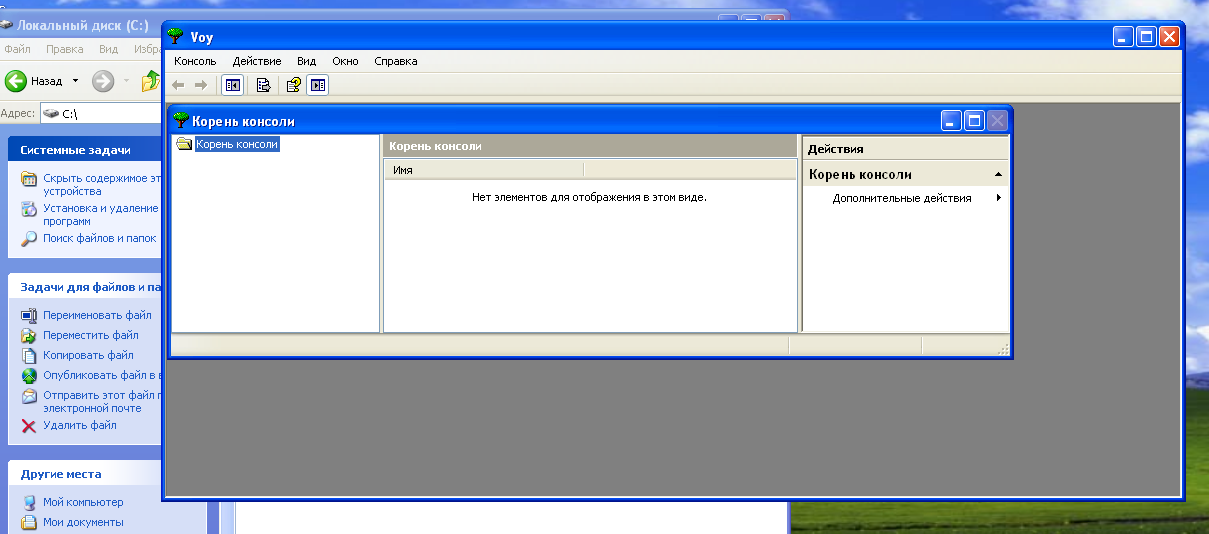 Локальный диск (C:)
Файл Правка Вид Избра
Назад
Адрес: C:\
Системные задачи
Скрыть содержимое эт
устройства
Установка и удаление
программ
Поиск файлов и папок
Задачи для файлов и па
Переименовать файл
Переместить файл
Копировать файл
Опубликовать файл в в
Отправить этот файл п
электронной почте
Удалить файл
Другие места
Мой компьютер
Мои документы
Voy
Консоль Действие Вид Окно Справка
Корень консоли
Корень консоли
Корень консоли
Имя
Нет элементов для отображения в этом виде.
Действия
Корень консоли
Дополнительные действия